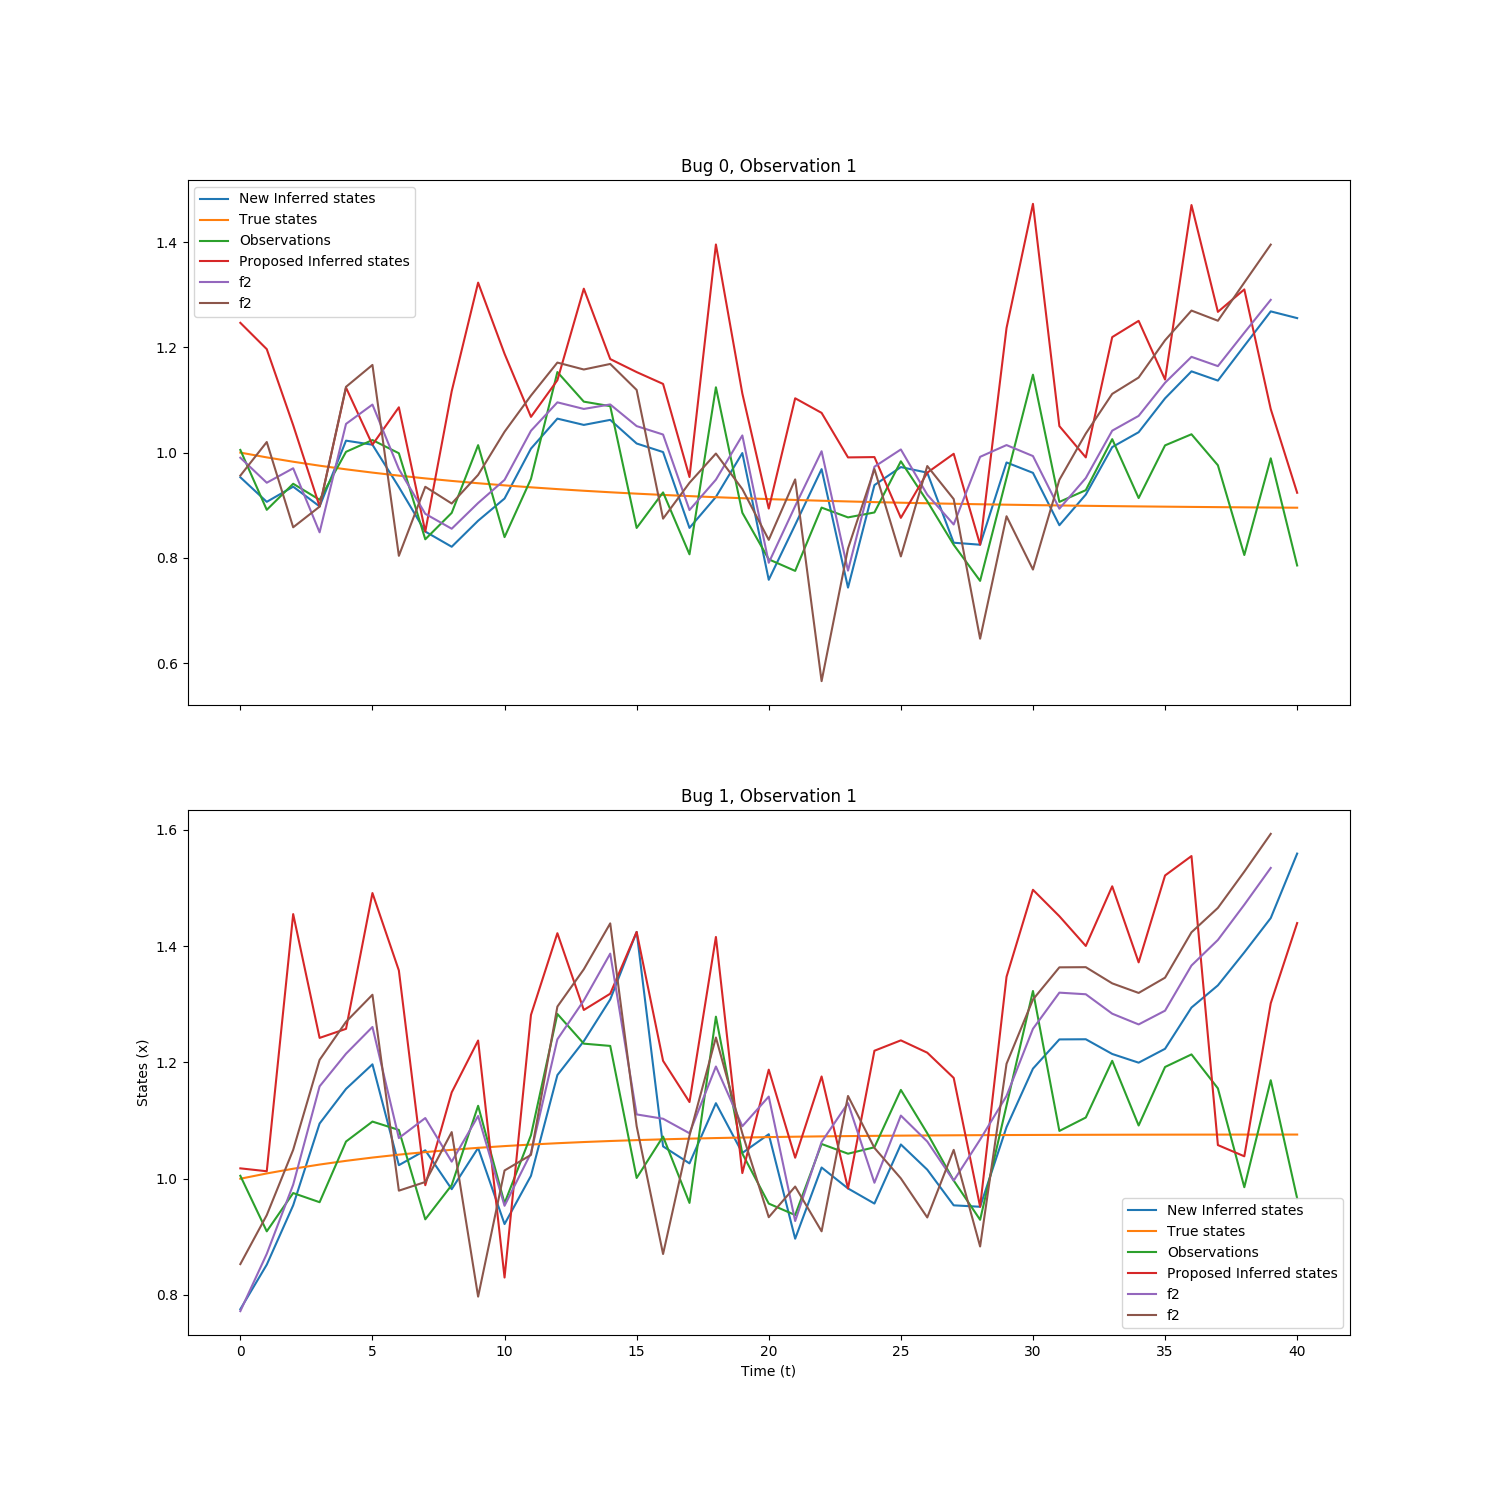 Bug 0, Observation 1
New Inferred states
True states
Observations
Proposed Inferred states
f2
f2
1.4
1.2
1.0
0.8
0.6
Bug 1, Observation 1
States (x)
1.6
1.4
1.2
1.0
0.8
New Inferred states
True states
Observations
Proposed Inferred states
f2
f2
0 5 10 15 20 25 30 35 40
Time (t)